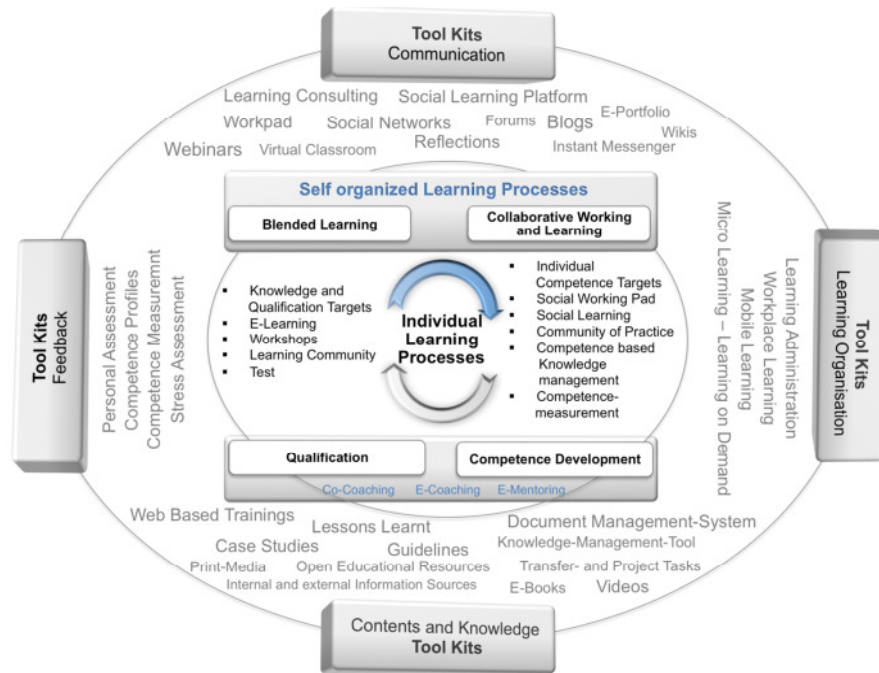 Tool Kits
Communication
Learning Consulting
Social Learning Platform
E-Portfolio
Workpad
Social Networks
Forums
Blogs
Wikis
Webinars
Virtual Classroom
Reflections
Instant Messenger
Self organized Learning Processes
Blended Learning
Collaborative Working
and Learning
Tool Kits
Feedback
Personal Assessment
Competence Profiles
Competence Measuremnt
Stress Assessment
▪ Knowledge and
Qualification Targets
▪ E-Learning
▪ Workshops
▪ Learning Community
▪ Test
Individual
Learning
Processes
▪ Individual
Competence Targets
▪ Social Working Pad
▪ Social Learning
▪ Community of Practice
▪ Competence based
Knowledge
management
▪ Competence-
measurement
Micro Learning – Learning on Demand
Mobile Learning
Workplace Learning
Learning Administration
Tool Kits
Learning Organisation
Qualification
Competence Development
Co-Coaching
E-Coaching
E-Mentoring
Web Based Trainings
Lessons Learnt
Document Management-System
Case Studies
Guidelines
Knowledge-Management-Tool
Print-Media
Open Educational Resources
Transfer- and Project Tasks
Internal and external Information Sources
E-Books
Videos
Contents and Knowledge
Tool Kits